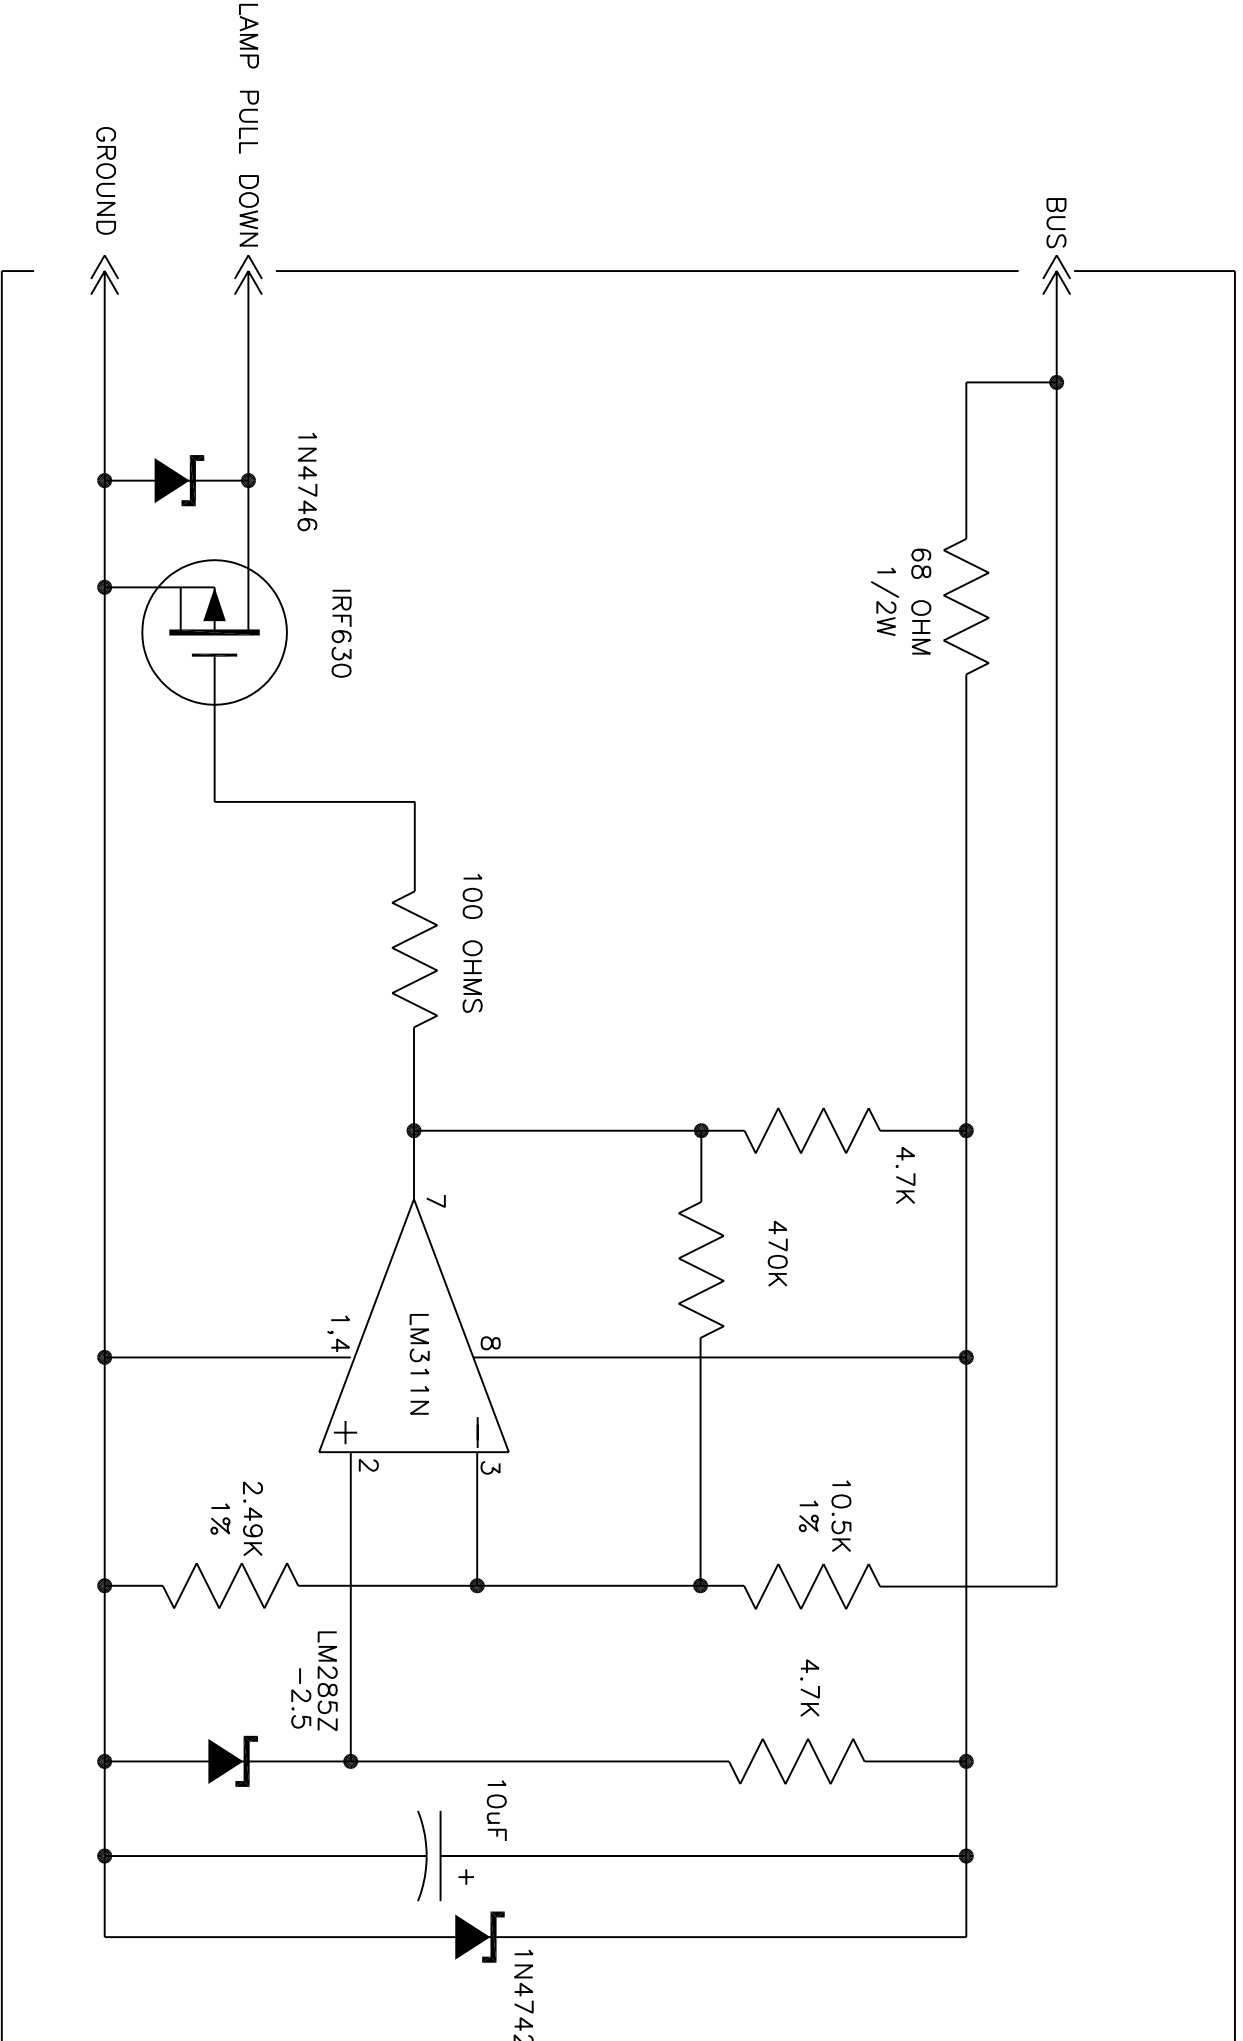 BUS
LAMP PULL DOWN
GROUND
68 OHM
1/2W
1N4746
IRF630
100 OHMS
4.7K
470K
7
8
LM311N
1,4
+
−
3
2
10.5K
1%
2.49K
1%
4.7K
LM285Z
-2.5
10uF
+
1N4742